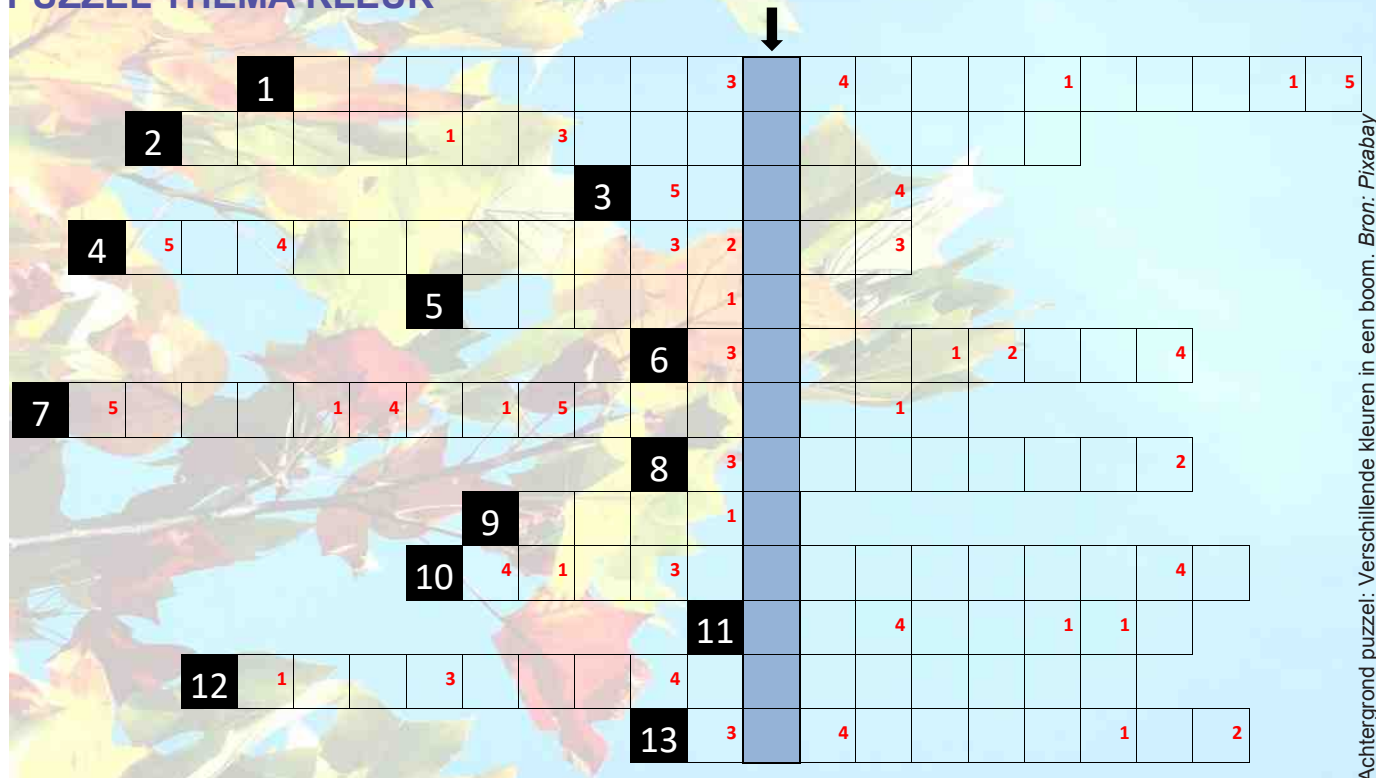 PUZZEL THEMA KLEUR
1 3 4 1 1 5
2 1 3
3 5 4
4 5 4 3 2 3
5 1
6 3 1 2 4
7 5 1 4 1 5 1
8 3 2
9 1
10 4 1 3 4
11 4 1 1
12 1 3 4
13 3 4 1 2
Achtergrond puzzel: Verschillende kleuren in een boom. Bron: Pixabay